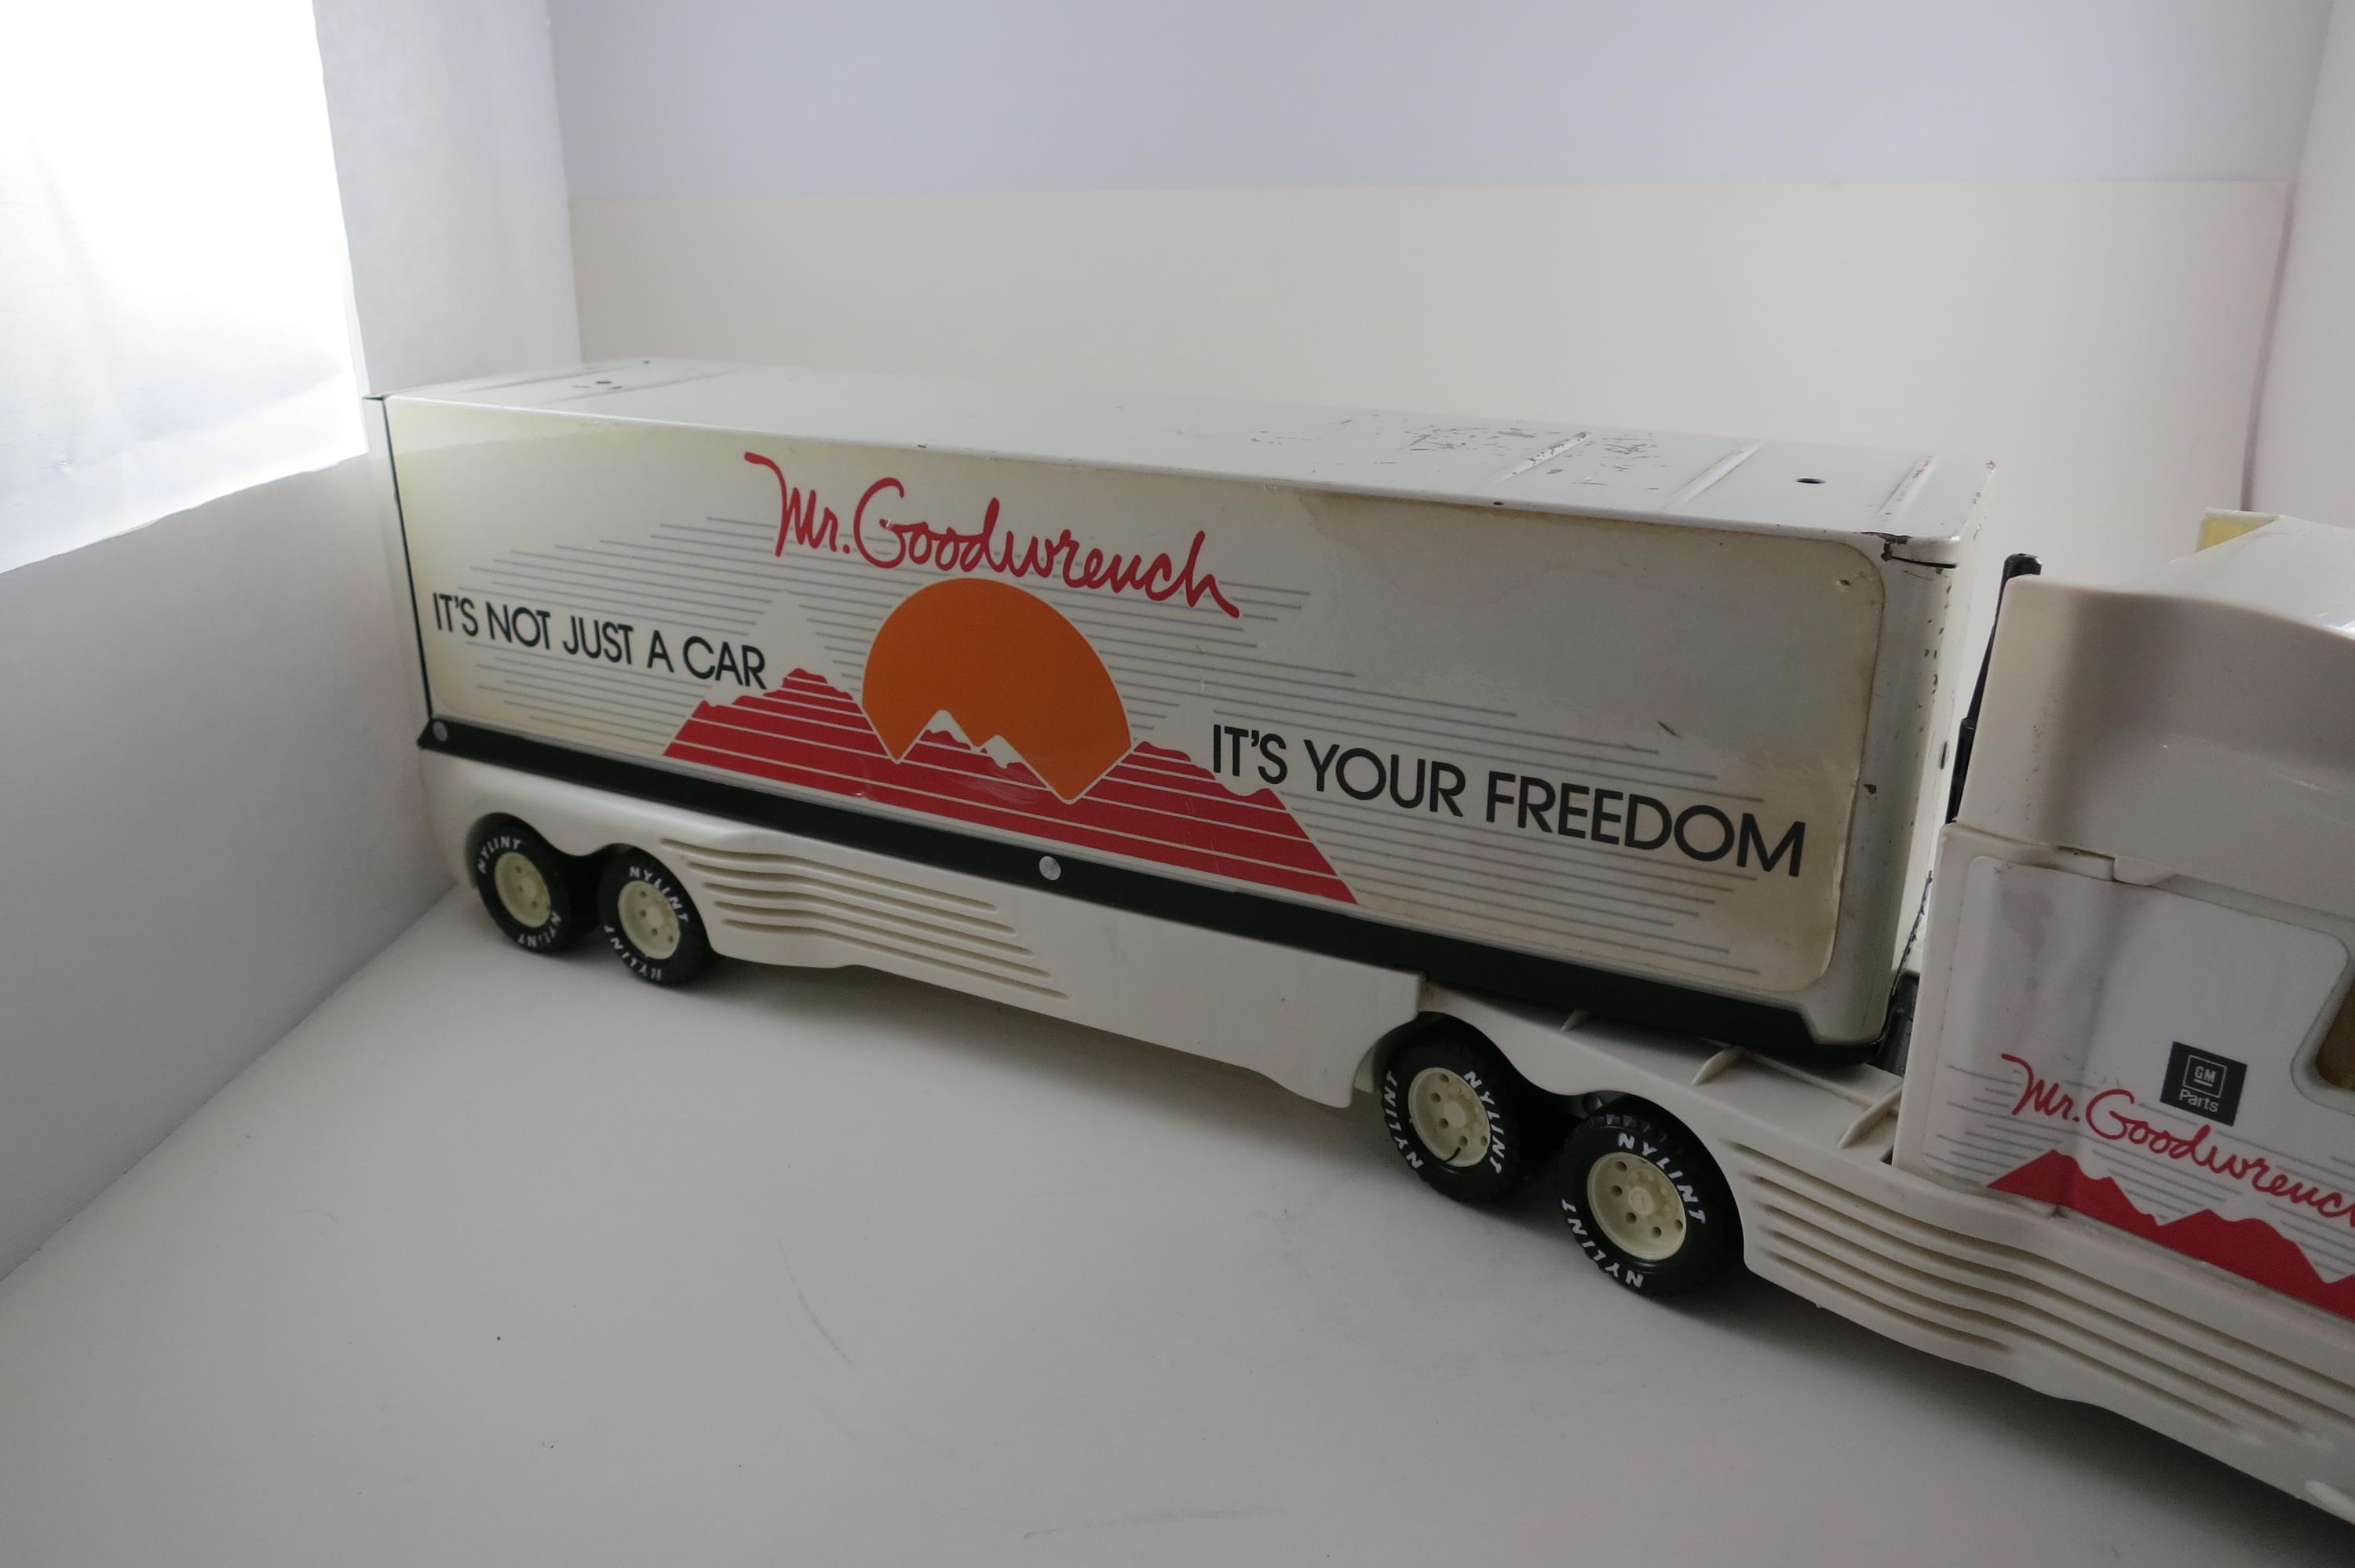 Mr. Goodwrench
IT'S NOT JUST A CAR
IT'S YOUR FREEDOM
GM
Parts
Mr. Goodwrench
NYLINT
NYLINT
NYLINT
NYLINT
NYLINT
NYLINT
NYLINT
NYLINT